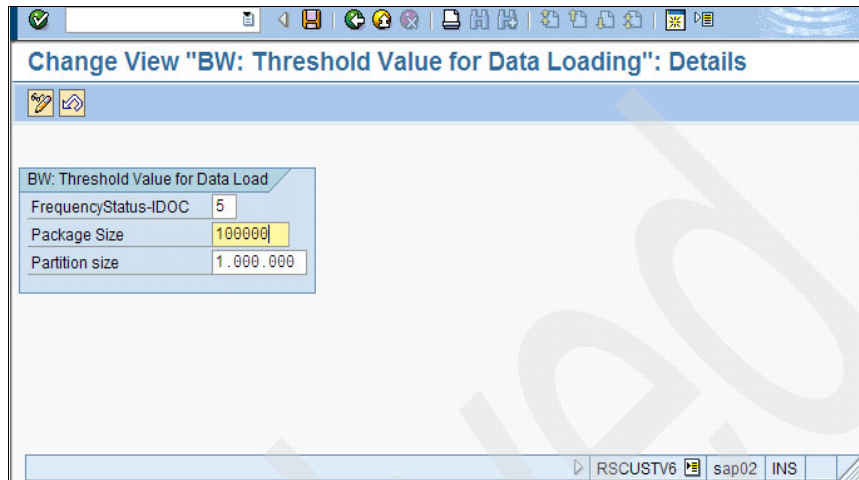 Change View "BW: Threshold Value for Data Loading": Details
BW: Threshold Value for Data Load
FrequencyStatus-IDOC 5
Package Size 100000
Partition size 1.000.000
RSCUSTV6 sap02 INS